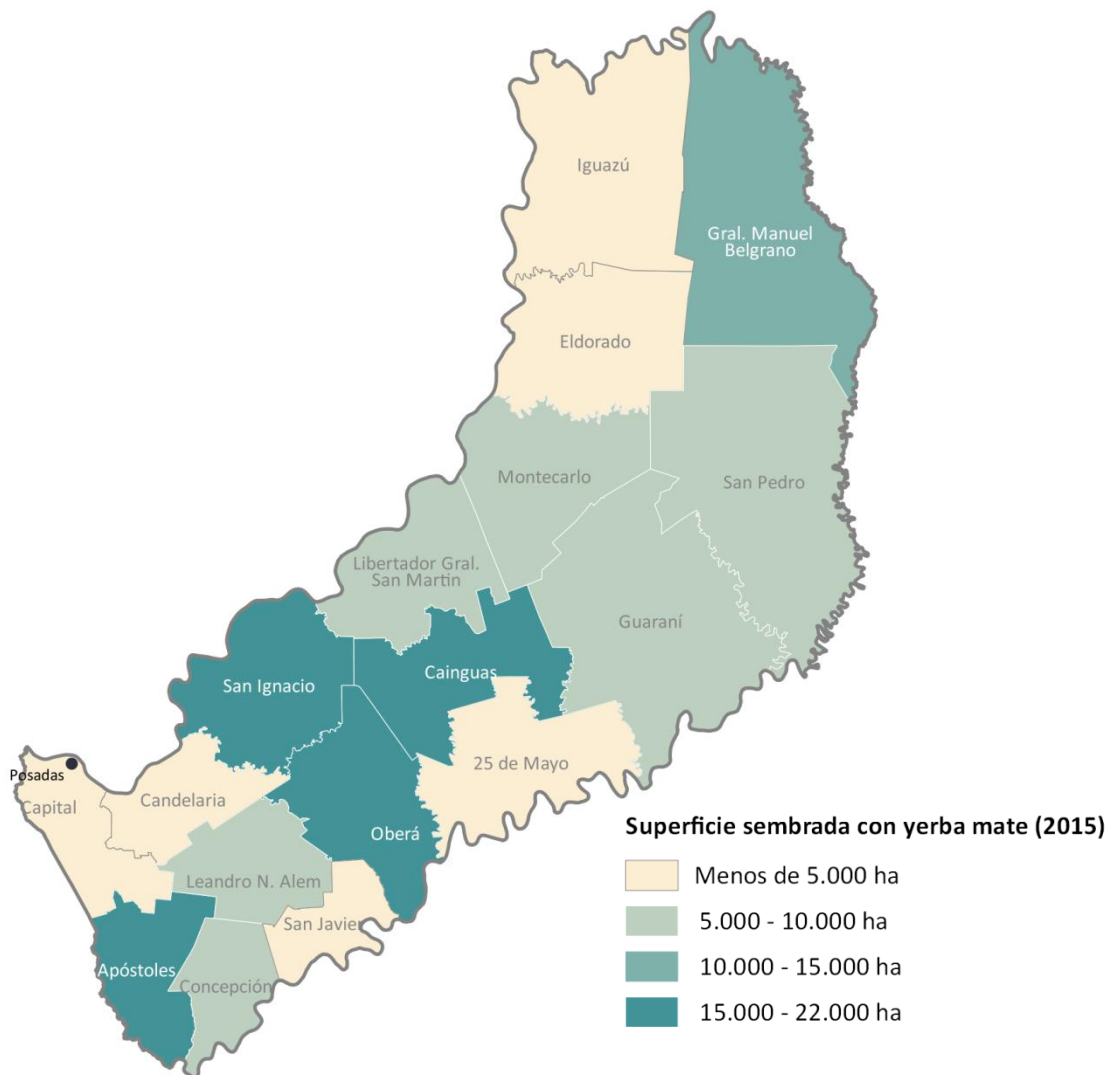 Iguazú
Gral. Manuel
Belgrano
Eldorado
Montecarlo
San Pedro
Libertador Gral.
San Martin
Guaraní
San Ignacio
Cainguas
25 de Mayo
Posadas
Capital
Candelaria
Oberá
Leandro N. Alem
San Javier
Apóstoles
Concepción
Superficie sembrada con yerba mate (2015)
Menos de 5.000 ha
5.000 - 10.000 ha
10.000 - 15.000 ha
15.000 - 22.000 ha